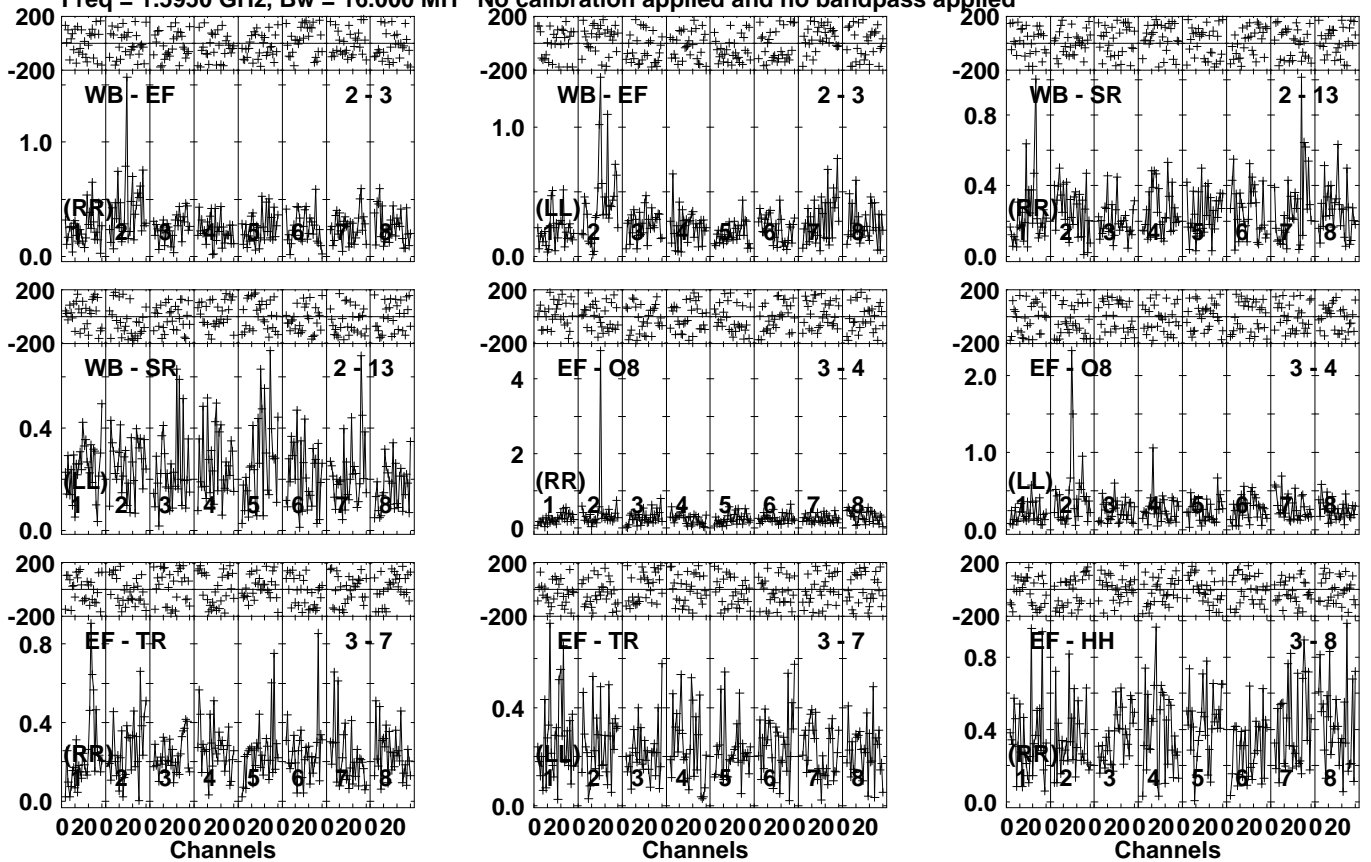 Freq = 1.5950 GHz, Bw = 16.000 MH No calibration applied and no bandpass applied
200 200 200
-200 -200 -200
WB - EF 2 - 3 WB - EF 2 - 3 WB - SR 2 - 13
1.0 1.0 0.8
0.4
(RR) (LL) (RR)
1 2 3 4 5 6 7 8 1 2 3 4 5 6 7 8 1 2 3 4 5 6 7 8
0.0 0.0 0.0
200 200 200
-200 -200 -200
WB - SR 2 - 13 EF - O8 3 - 4 EF - O8 3 - 4
4 2.0
0.4 2 1.0
(LL) (RR) (LL)
1 2 3 4 5 6 7 8 1 2 3 4 5 6 7 8 1 2 3 4 5 6 7 8
0.0 0 0.0
200 200 200
-200 -200 -200
EF - TR 3 - 7 EF - TR 3 - 7 EF - HH 3 - 8
0.8 0.8
0.4 0.4 0.4
(RR) (LL) (RR)
1 2 3 4 5 6 7 8 1 2 3 4 5 6 7 8 1 2 3 4 5 6 7 8
0.0 0.0 0.0
0 20 0 20 0 20 0 20 0 20 0 20 0 20 0 20 0 20 0 20 0 20 0 20 0 20 0 20 0 20 0 20 0 20 0 20 0 20 0 20 0 20 0 20 0 20 0 20
Channels Channels Channels